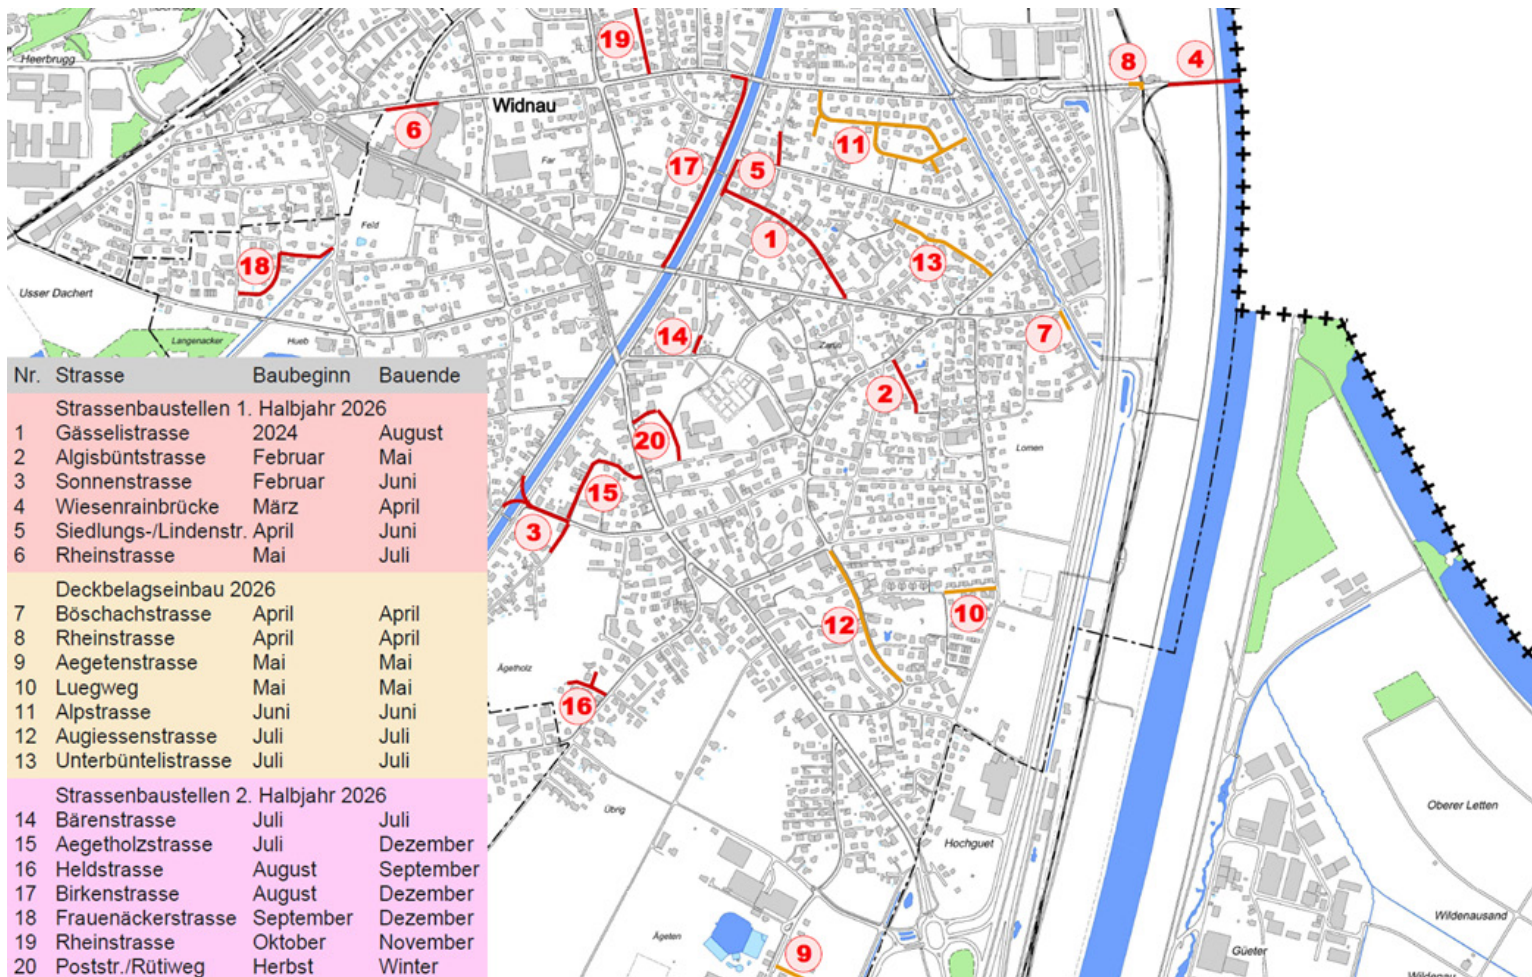 Heerbrugg
Widnau
Far
Feld
Usser Dachert
Langenacker
Hueb
Lomen
Ägetholz
Übrig
Hochguet
Ägeten
Oberer Letten
Wildenausand
Güeter
Wildenau
19
8
4
6
11
17
5
1
18
13
14
7
2
20
15
3
10
12
16
9
Nr. Strasse Baubeginn Bauende
Strassenbaustellen 1. Halbjahr 2026
1 Gässelistrasse 2024 August
2 Algisbüntstrasse Februar Mai
3 Sonnenstrasse Februar Juni
4 Wiesenrainbrücke März April
5 Siedlungs-/Lindenstr. April Juni
6 Rheinstrasse Mai Juli
Deckbelagseinbau 2026
7 Böschachstrasse April April
8 Rheinstrasse April April
9 Aegetenstrasse Mai Mai
10 Luegweg Mai Mai
11 Alpstrasse Juni Juni
12 Augiessenstrasse Juli Juli
13 Unterbüntelistrasse Juli Juli
Strassenbaustellen 2. Halbjahr 2026
14 Bärenstrasse Juli Juli
15 Aegetholzstrasse Juli Dezember
16 Heldstrasse August September
17 Birkenstrasse August Dezember
18 Frauenäckerstrasse September Dezember
19 Rheinstrasse Oktober November
20 Poststr./Rütiweg Herbst Winter